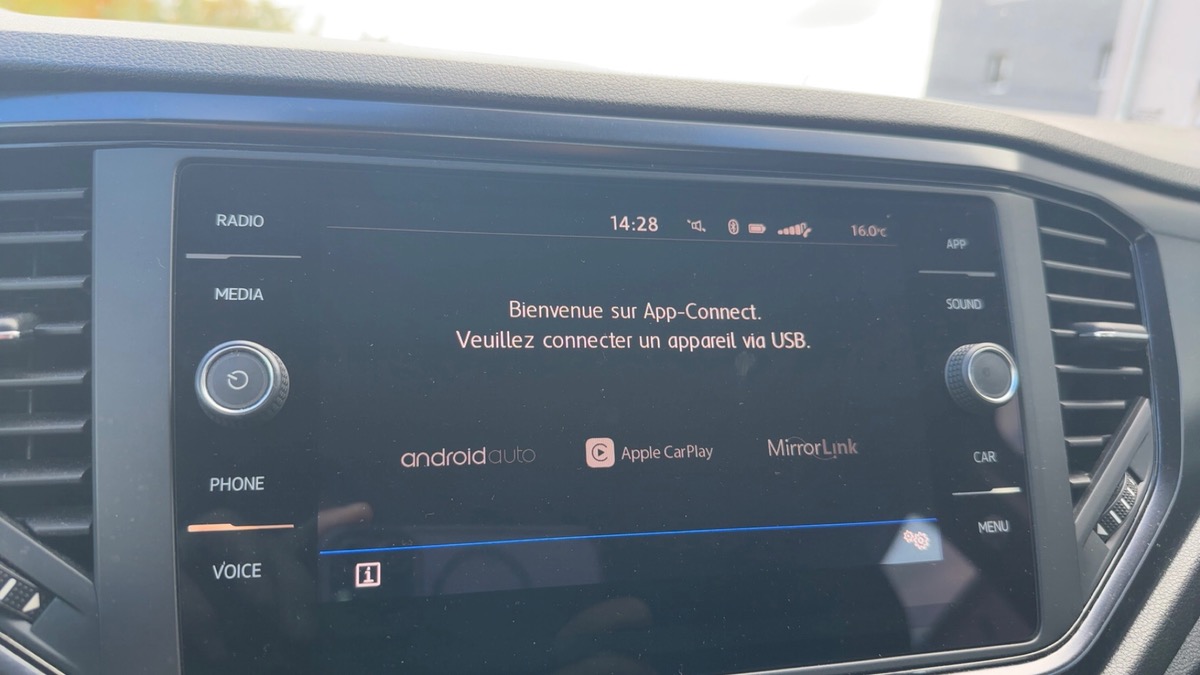 RADIO
MEDIA
PHONE
VOICE
14:28
16.0°C
Bienvenue sur App-Connect.
Veuillez connecter un appareil via USB.
androidauto
Apple CarPlay
MirrorLink
i
APP
SOUND
CAR
MENU